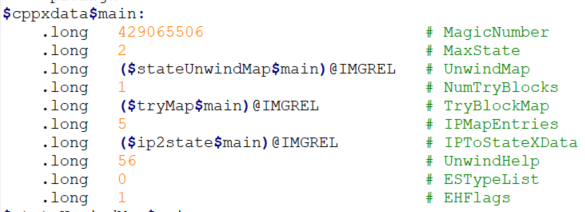 $cppxdata$main:
.long 429065506 # MagicNumber
.long 2 # MaxState
.long ($stateUnwindMap$main)@IMGREL # UnwindMap
.long 1 # NumTryBlocks
.long ($tryMap$main)@IMGREL # TryBlockMap
.long 5 # IPMapEntries
.long ($ip2state$main)@IMGREL # IPToStateXData
.long 56 # UnwindHelp
.long 0 # ESTypeList
.long 1 # EHFlags